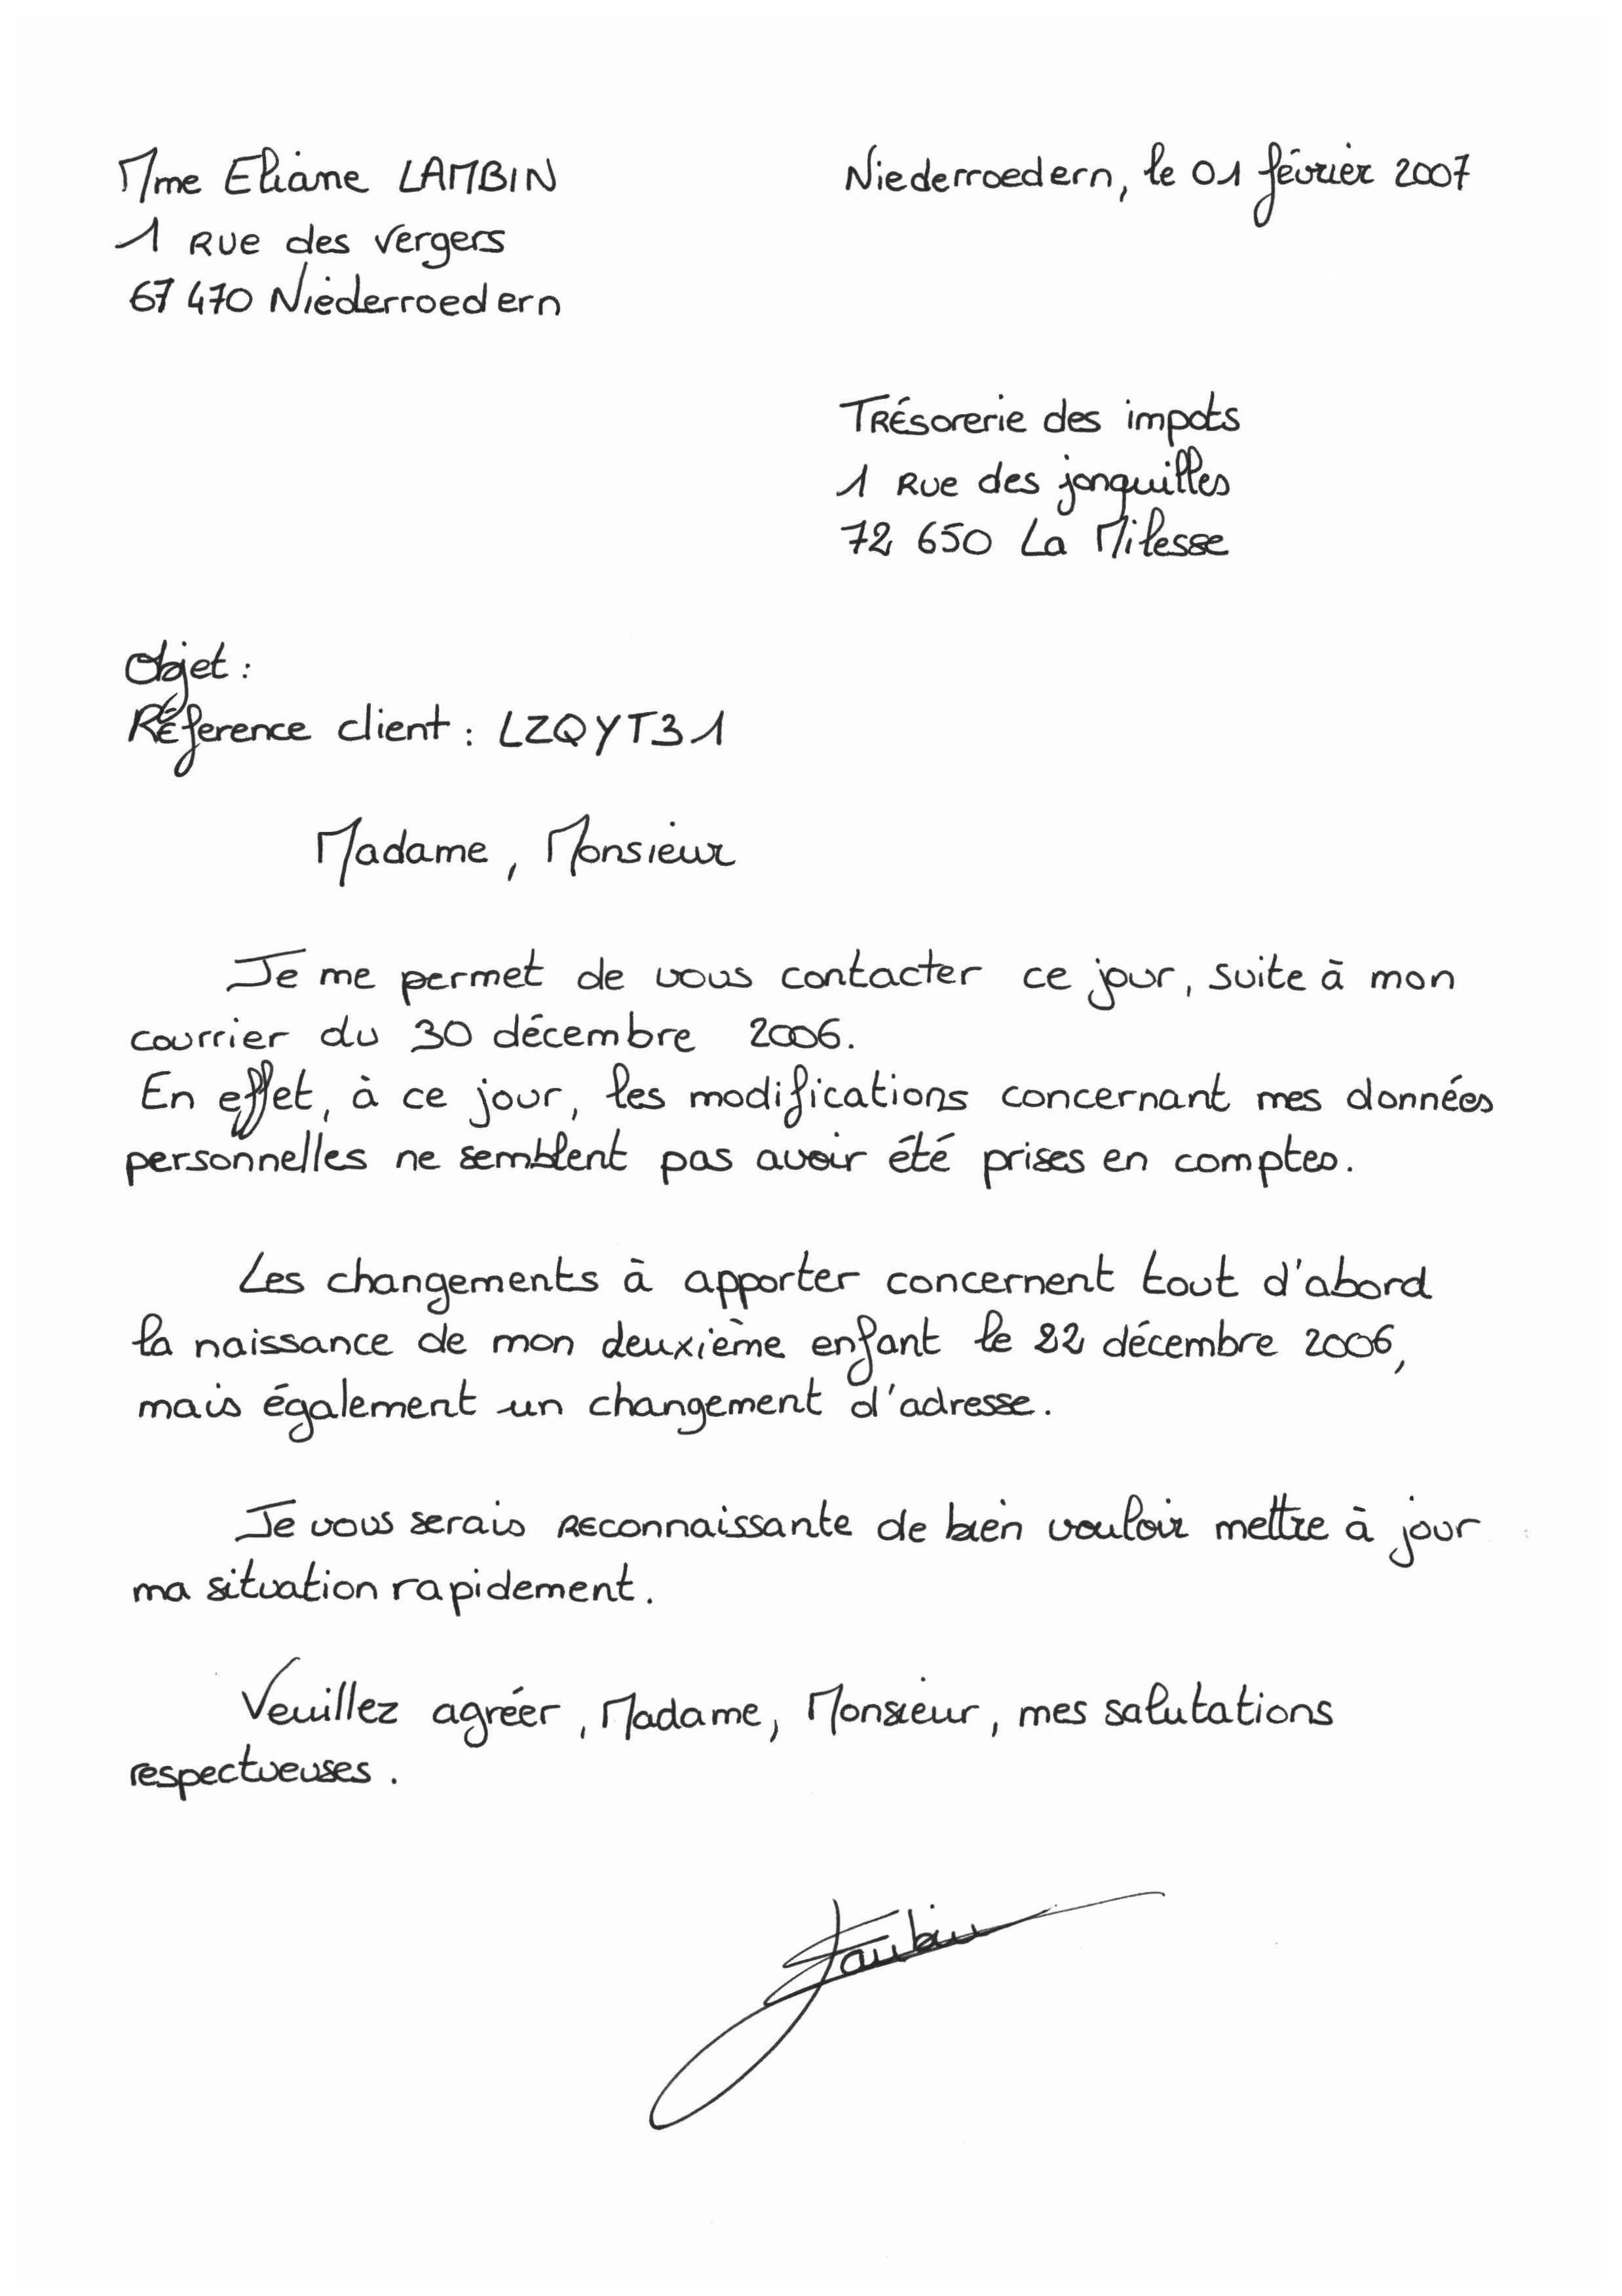 Mme Eliane LAMBIN
1 Rue des Vergers
67 470 Niederroedern
Niederroedern, le 01 février 2007
Trésorerie des impots
1 Rue des jonquilles
72 650 La Milesse
Objet :
Réference client : LZQYT31
Madame, Monsieur
Je me permet de vous contacter ce jour, suite à mon
courrier du 30 décembre 2006.
En effet, à ce jour, les modifications concernant mes données
personnelles ne semblent pas avoir été prises en comptes.
Les changements à apporter concernent tout d'abord
la naissance de mon deuxième enfant le 22 décembre 2006,
mais également un changement d'adresse.
Je vous serais reconnaissante de bien vouloir mettre à jour
ma situation rapidement.
Veuillez agréer, Madame, Monsieur, mes salutations
respectueuses.
Lambin